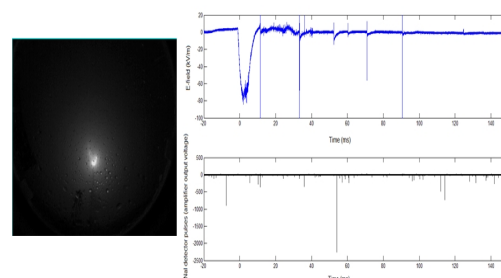 20
0
-20
-40
-60
-80
-100
E-field (kV/m)
-20 0 20 40 60 80 100 120 140
Time (ms)
500
0
-500
-1000
-1500
-2000
-2500
NaI detector pulses (amplifier output voltage)
-20 0 20 40 60 80 100 120 140
Time (ms)